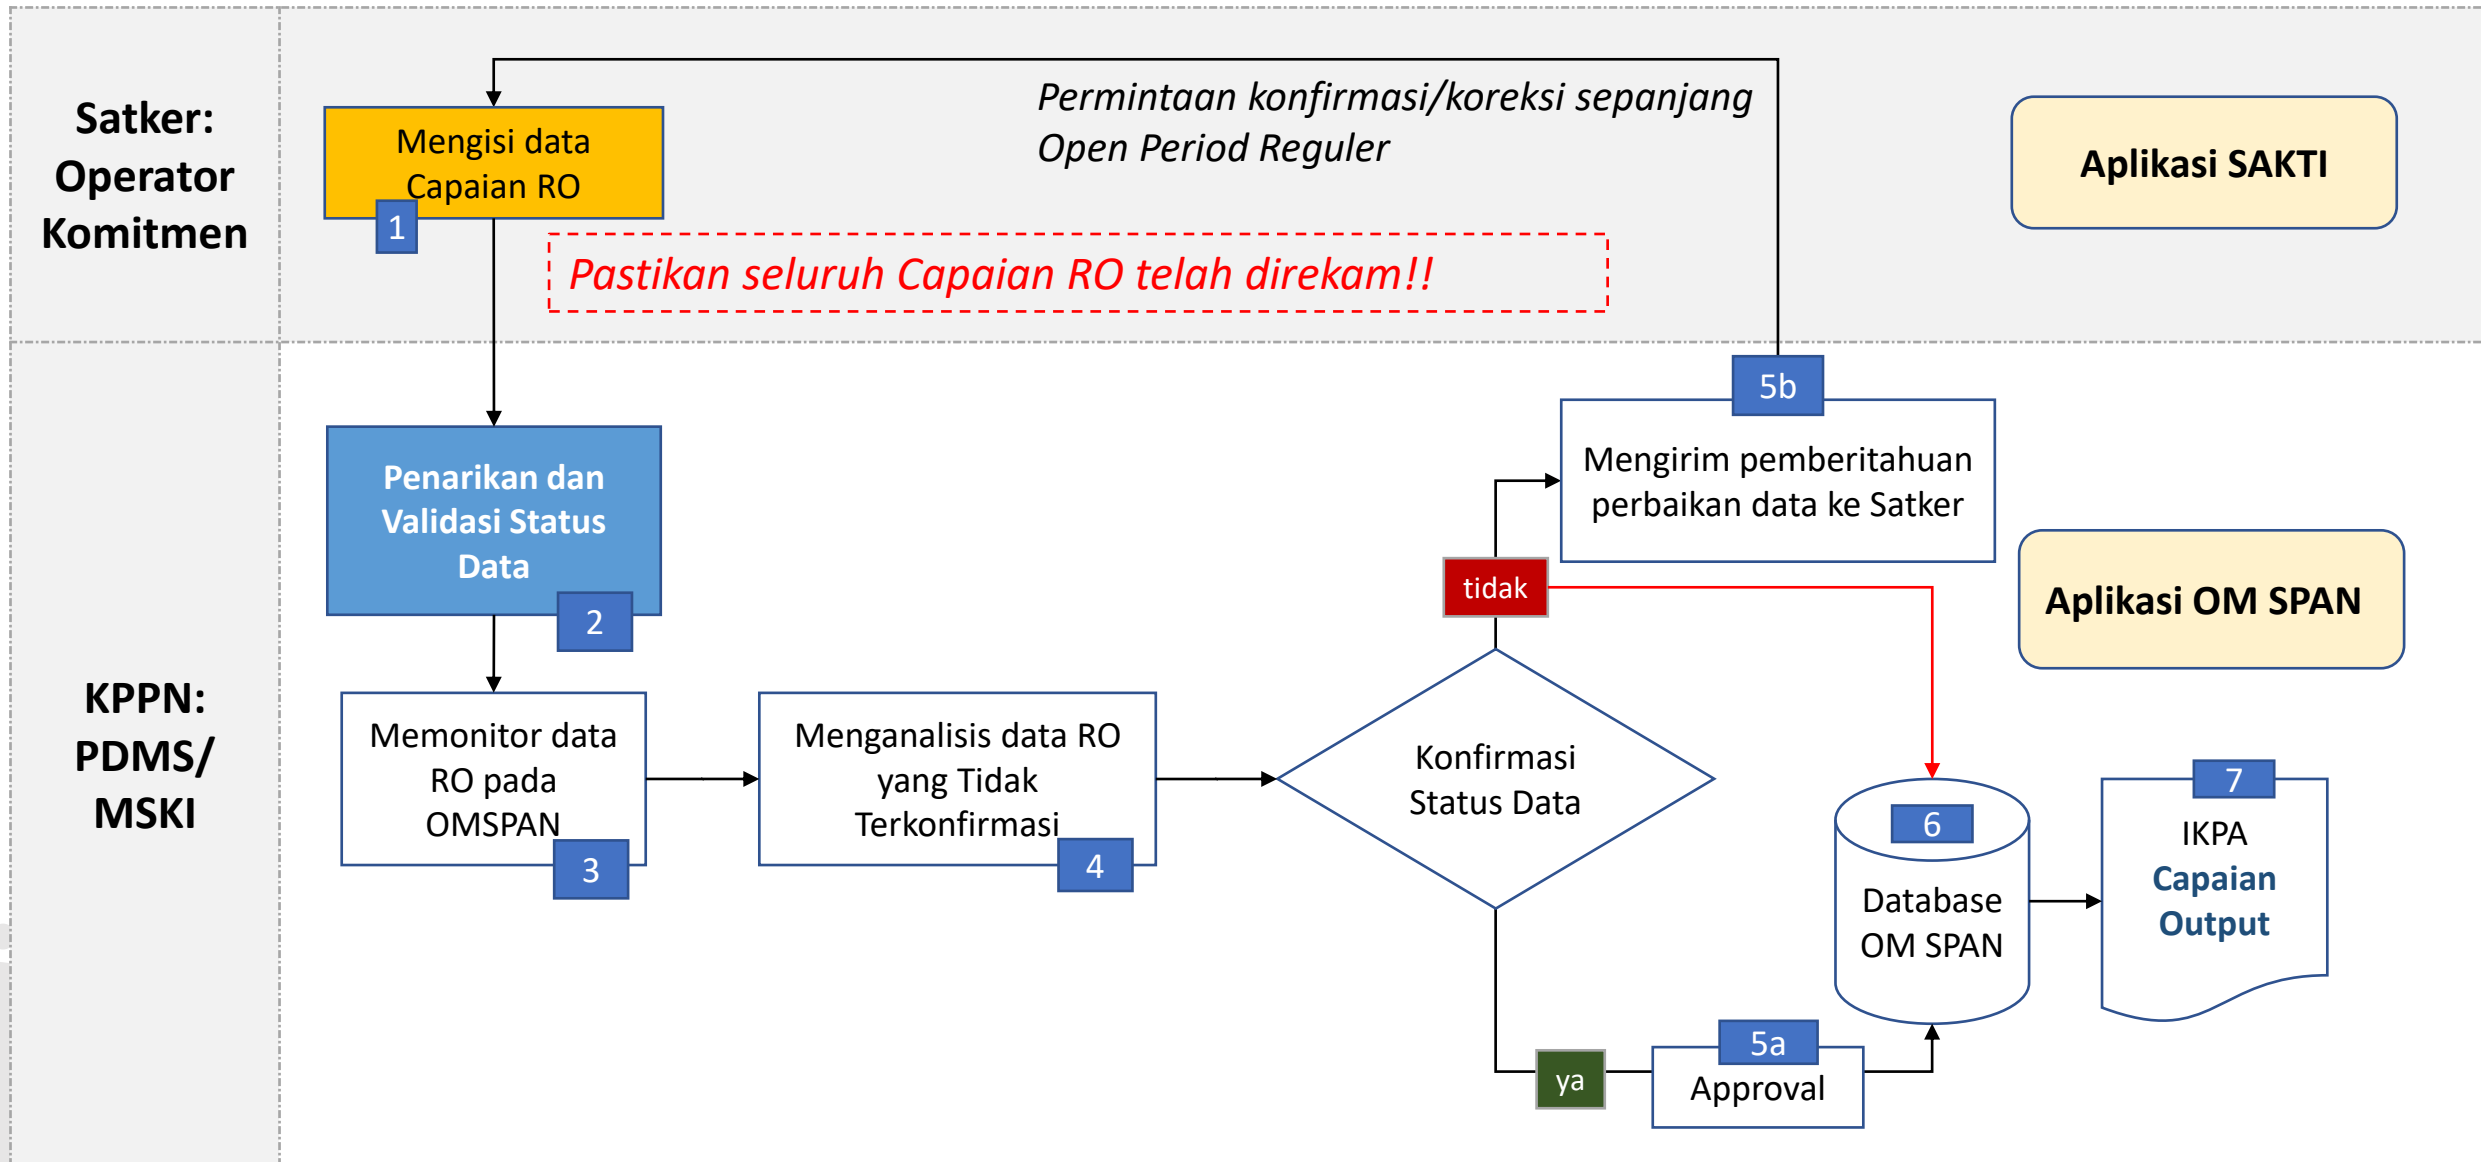 Satker:
Operator
Komitmen
Mengisi data
Capaian RO
1
Permintaan konfirmasi/koreksi sepanjang
Open Period Reguler
Aplikasi SAKTI
Pastikan seluruh Capaian RO telah direkam!!
KPPN:
PDMS/
MSKI
Penarikan dan
Validasi Status
Data
2
Memonitor data
RO pada
OMSPAN
3
Menganalisis data RO
yang Tidak
Terkonfirmasi
4
Konfirmasi
Status Data
tidak
5b
Mengirim pemberitahuan
perbaikan data ke Satker
Aplikasi OM SPAN
ya
5a
Approval
6
Database
OM SPAN
7
IKPA
Capaian
Output